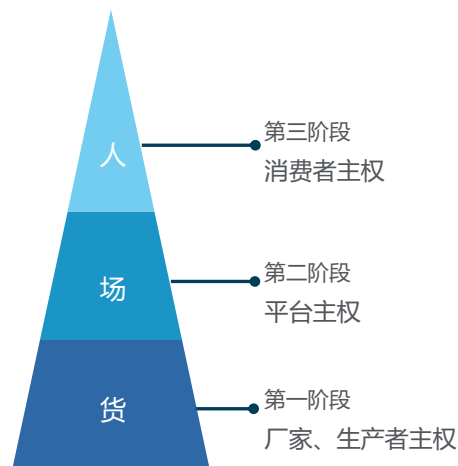 人
第三阶段
消费者主权
场
第二阶段
平台主权
货
第一阶段
厂家、生产者主权